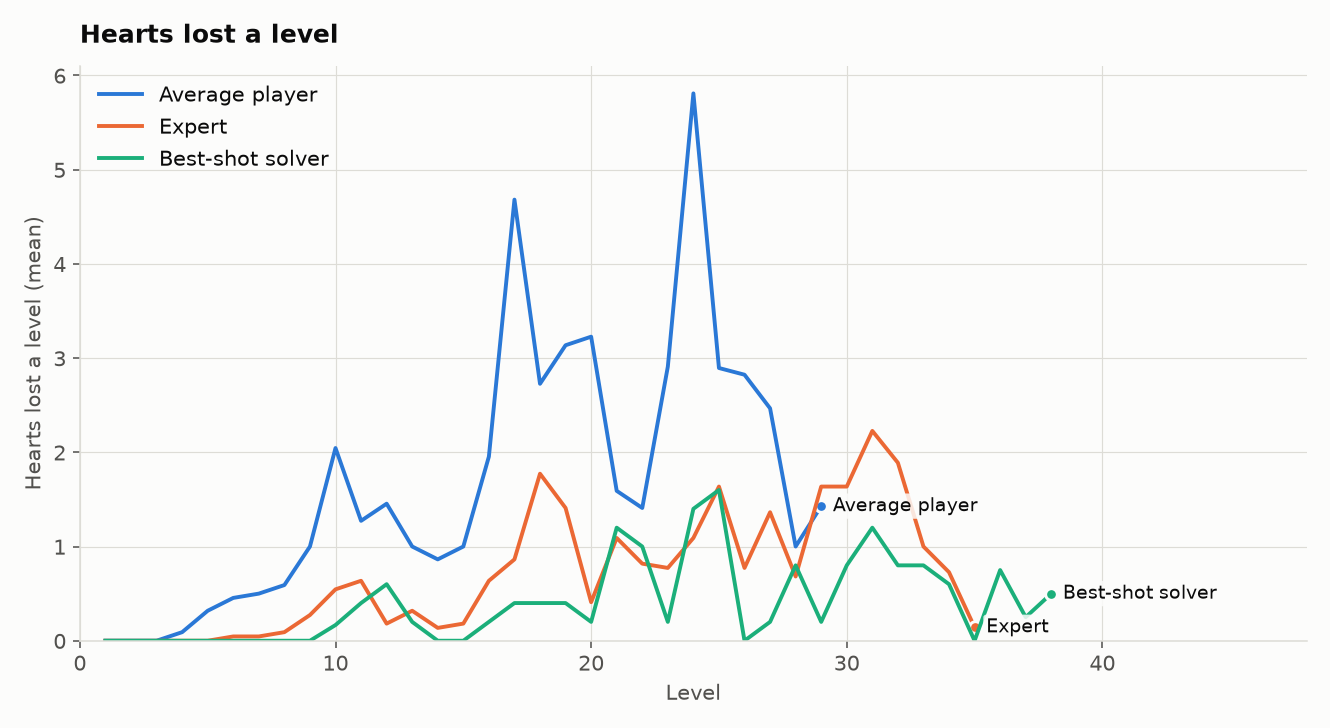 Hearts lost a level
Average player
Expert
Best-shot solver
Hearts lost a level (mean)
6
5
4
3
2
1
0
0
10
20
30
40
Level
Average player
Best-shot solver
Expert